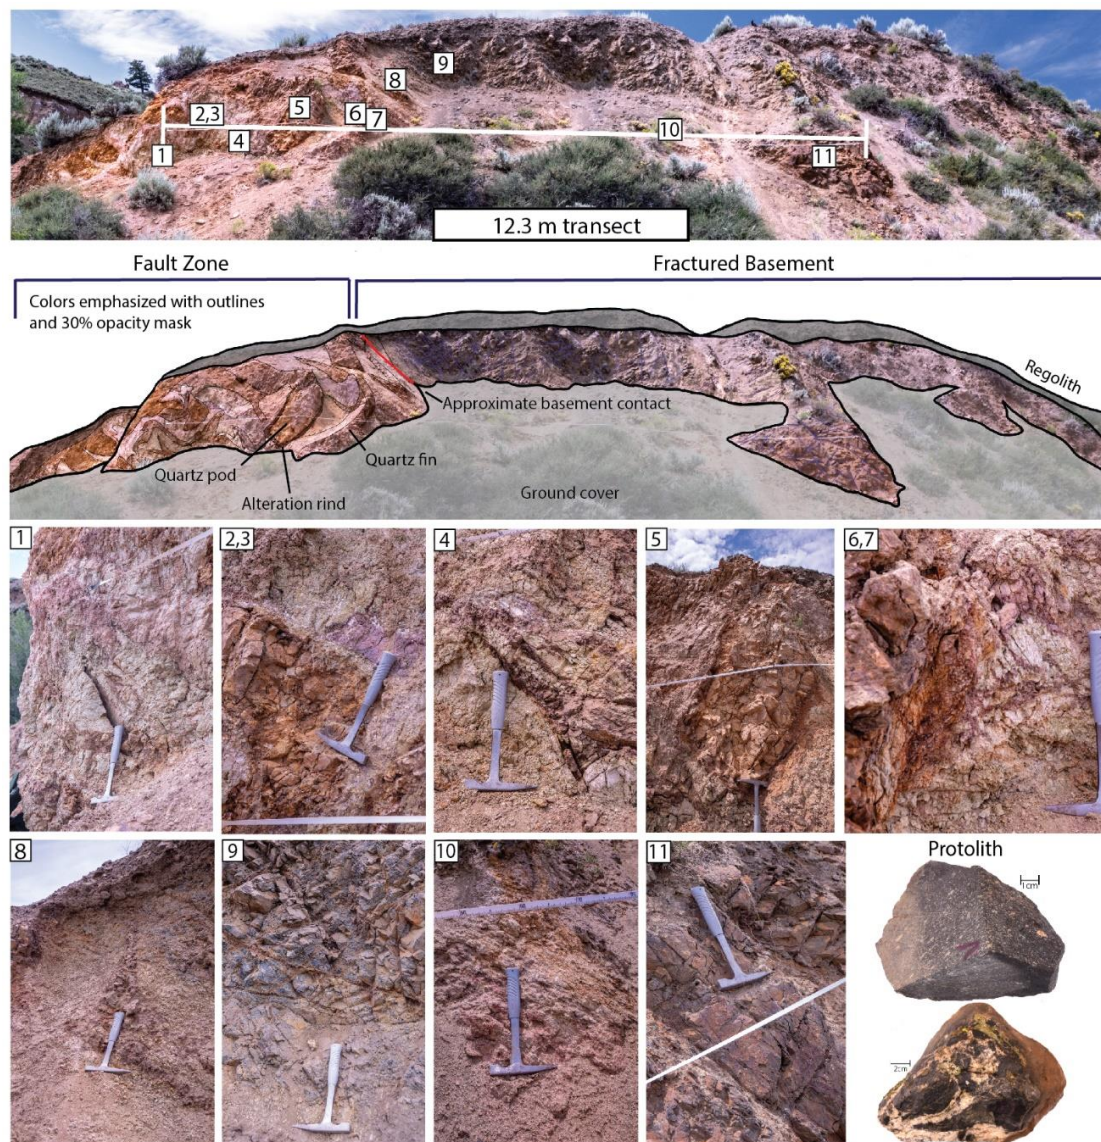 9
8
2,3
5
6
7
10
4
1
11
12.3 m transect
Fault Zone
Fractured Basement
Colors emphasized with outlines
and 30% opacity mask
Regolith
Approximate basement contact
Quartz fin
Quartz pod
Alteration rind
Ground cover
1
2,3
4
5
6,7
8
9
10
11
Protolith
1cm
2cm